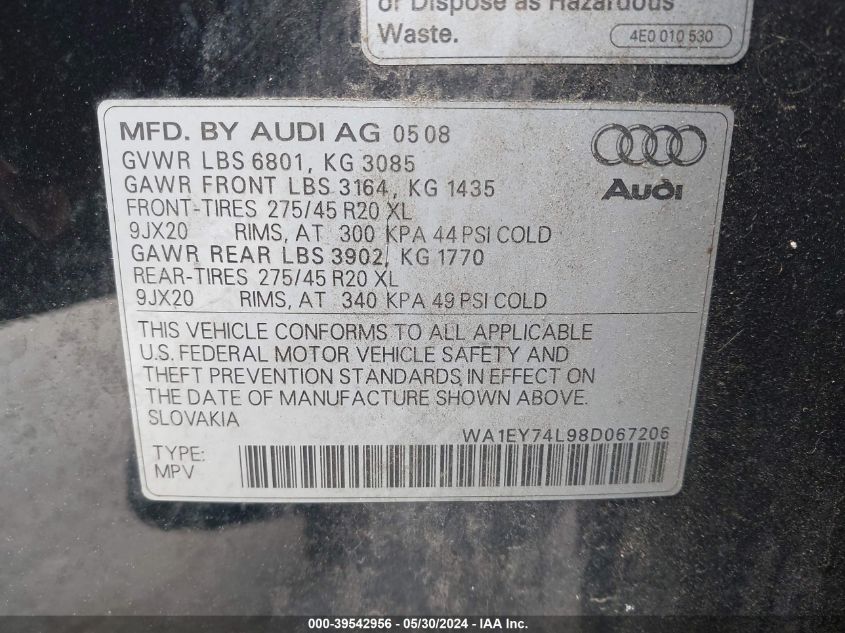 or Dispose as Hazardous
Waste.
4E0 010 530
MFD. BY AUDI AG 05 08
GVWR LBS 6801, KG 3085
GAWR FRONT LBS 3164, KG 1435
FRONT-TIRES 275/45 R20 XL
9JX20 RIMS, AT 300 KPA 44 PSI COLD
GAWR REAR LBS 3902, KG 1770
REAR-TIRES 275/45 R20 XL
9JX20 RIMS, AT 340 KPA 49 PSI COLD
Audi
THIS VEHICLE CONFORMS TO ALL APPLICABLE
U.S. FEDERAL MOTOR VEHICLE SAFETY AND
THEFT PREVENTION STANDARDS IN EFFECT ON
THE DATE OF MANUFACTURE SHOWN ABOVE.
SLOVAKIA
WA1EY74L98D067206
TYPE:
MPV
000-39542956 - 05/30/2024 - WA1 - IAA Inc.